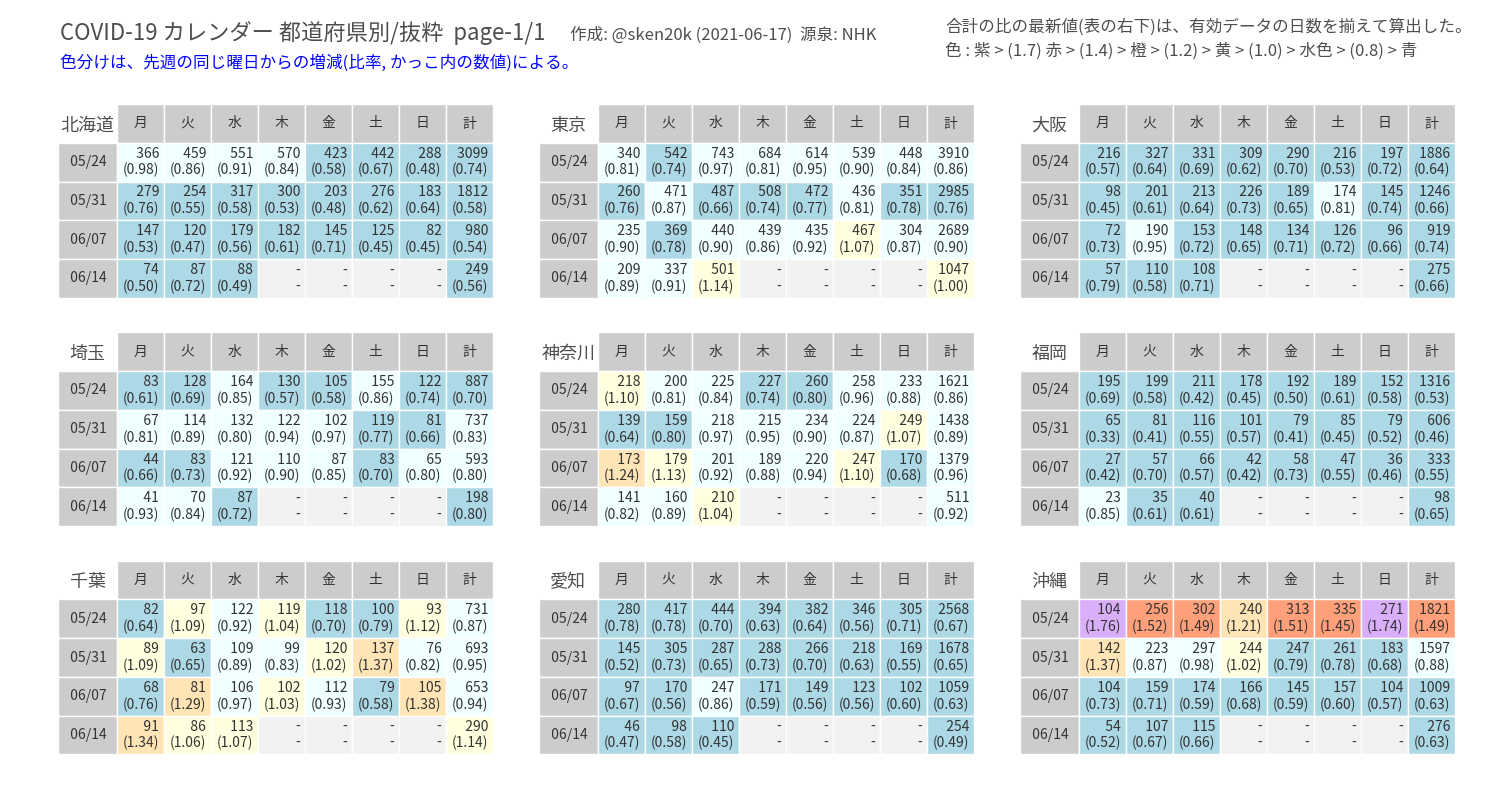 COVID-19 カレンダー 都道府県別/抜粋 page-1/1 作成: @sken20k (2021-06-17) 源泉: NHK
合計の比の最新値(表の右下)は、有効データの日数を揃えて算出した。
色分けは、先週の同じ曜日からの増減(比率, かっこ内の数値)による。
色 : 紫 > (1.7) 赤 > (1.4) 橙 > (1.2) 黄 > (1.0) > 水色 > (0.8) > 青
北海道 月 火 水 木 金 土 日 計
05/24 366 459 551 570 423 442 288 3099
(0.98) (0.86) (0.91) (0.84) (0.58) (0.67) (0.48) (0.74)
05/31 279 254 317 300 203 276 183 1812
(0.76) (0.55) (0.58) (0.53) (0.48) (0.62) (0.64) (0.58)
06/07 147 120 179 182 145 125 82 980
(0.53) (0.47) (0.56) (0.61) (0.71) (0.45) (0.45) (0.54)
06/14 74 87 88 - - - - 249
(0.50) (0.72) (0.49) - - - - (0.56)
東京 月 火 水 木 金 土 日 計
05/24 340 542 743 684 614 539 448 3910
(0.81) (0.74) (0.97) (0.81) (0.95) (0.90) (0.84) (0.86)
05/31 260 471 487 508 472 436 351 2985
(0.76) (0.87) (0.66) (0.74) (0.77) (0.81) (0.78) (0.76)
06/07 235 369 440 439 435 467 304 2689
(0.90) (0.78) (0.90) (0.86) (0.92) (1.07) (0.87) (0.90)
06/14 209 337 501 - - - - 1047
(0.89) (0.91) (1.14) - - - - (1.00)
大阪 月 火 水 木 金 土 日 計
05/24 216 327 331 309 290 216 197 1886
(0.57) (0.64) (0.69) (0.62) (0.70) (0.53) (0.72) (0.64)
05/31 98 201 213 226 189 174 145 1246
(0.45) (0.61) (0.64) (0.73) (0.65) (0.81) (0.74) (0.66)
06/07 72 190 153 148 134 126 96 919
(0.73) (0.95) (0.72) (0.65) (0.71) (0.72) (0.66) (0.74)
06/14 57 110 108 - - - - 275
(0.79) (0.58) (0.71) - - - - (0.66)
埼玉 月 火 水 木 金 土 日 計
05/24 83 128 164 130 105 155 122 887
(0.61) (0.69) (0.85) (0.57) (0.58) (0.86) (0.74) (0.70)
05/31 67 114 132 122 102 119 81 737
(0.81) (0.89) (0.80) (0.94) (0.97) (0.77) (0.66) (0.83)
06/07 44 83 121 110 87 83 65 593
(0.66) (0.73) (0.92) (0.90) (0.85) (0.70) (0.80) (0.80)
06/14 41 70 87 - - - - 198
(0.93) (0.84) (0.72) - - - - (0.80)
神奈川 月 火 水 木 金 土 日 計
05/24 218 200 225 227 260 258 233 1621
(1.10) (0.81) (0.84) (0.74) (0.80) (0.96) (0.88) (0.86)
05/31 139 159 218 215 234 224 249 1438
(0.64) (0.80) (0.97) (0.95) (0.90) (0.87) (1.07) (0.89)
06/07 173 179 201 189 220 247 170 1379
(1.24) (1.13) (0.92) (0.88) (0.94) (1.10) (0.68) (0.96)
06/14 141 160 210 - - - - 511
(0.82) (0.89) (1.04) - - - - (0.92)
福岡 月 火 水 木 金 土 日 計
05/24 195 199 211 178 192 189 152 1316
(0.69) (0.58) (0.42) (0.45) (0.50) (0.61) (0.58) (0.53)
05/31 65 81 116 101 79 85 79 606
(0.33) (0.41) (0.55) (0.57) (0.41) (0.45) (0.52) (0.46)
06/07 27 57 66 42 58 47 36 333
(0.42) (0.70) (0.57) (0.42) (0.73) (0.55) (0.46) (0.55)
06/14 23 35 40 - - - - 98
(0.85) (0.61) (0.61) - - - - (0.65)
千葉 月 火 水 木 金 土 日 計
05/24 82 97 122 119 118 100 93 731
(0.64) (1.09) (0.92) (1.04) (0.70) (0.79) (1.12) (0.87)
05/31 89 63 109 99 120 137 76 693
(1.09) (0.65) (0.89) (0.83) (1.02) (1.37) (0.82) (0.95)
06/07 68 81 106 102 112 79 105 653
(0.76) (1.29) (0.97) (1.03) (0.93) (0.58) (1.38) (0.94)
06/14 91 86 113 - - - - 290
(1.34) (1.06) (1.07) - - - - (1.14)
愛知 月 火 水 木 金 土 日 計
05/24 280 417 444 394 382 346 305 2568
(0.78) (0.78) (0.70) (0.63) (0.64) (0.56) (0.71) (0.67)
05/31 145 305 287 288 266 218 169 1678
(0.52) (0.73) (0.65) (0.73) (0.70) (0.63) (0.55) (0.65)
06/07 97 170 247 171 149 123 102 1059
(0.67) (0.56) (0.86) (0.59) (0.56) (0.56) (0.60) (0.63)
06/14 46 98 110 - - - - 254
(0.47) (0.58) (0.45) - - - - (0.49)
沖縄 月 火 水 木 金 土 日 計
05/24 104 256 302 240 313 335 271 1821
(1.76) (1.52) (1.49) (1.21) (1.51) (1.45) (1.74) (1.49)
05/31 142 223 297 244 247 261 183 1597
(1.37) (0.87) (0.98) (1.02) (0.79) (0.78) (0.68) (0.88)
06/07 104 159 174 166 145 157 104 1009
(0.73) (0.71) (0.59) (0.68) (0.59) (0.60) (0.57) (0.63)
06/14 54 107 115 - - - - 276
(0.52) (0.67) (0.66) - - - - (0.63)